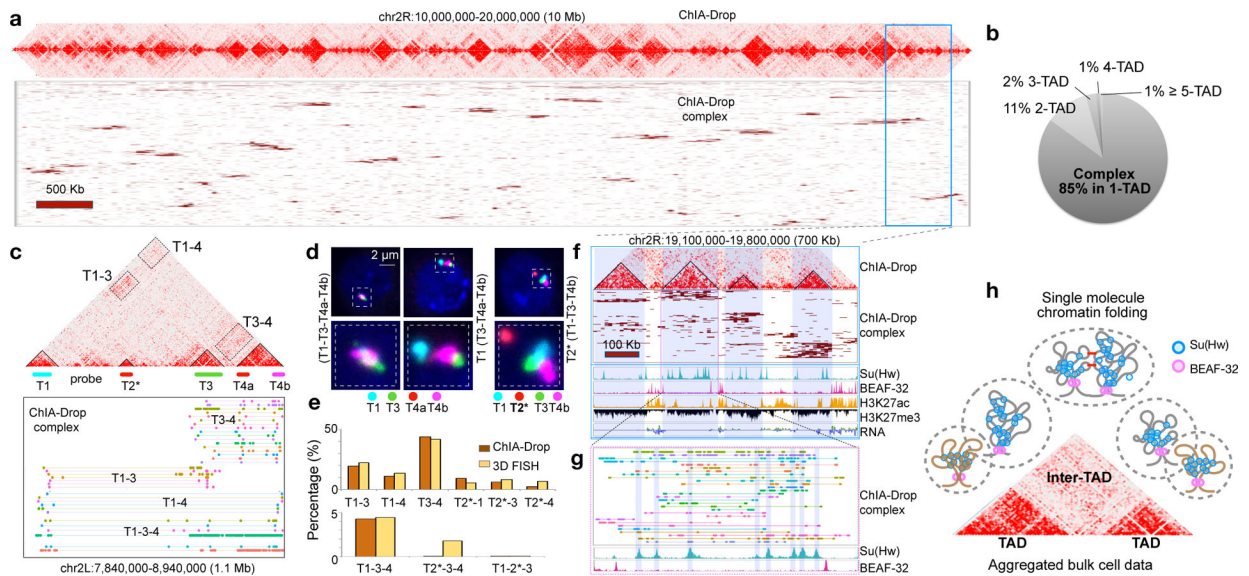 a
chr2R:10,000,000-20,000,000 (10 Mb)
ChIA-Drop
ChIA-Drop
complex
500 Kb
b
1% 4-TAD
2% 3-TAD
1% ≥ 5-TAD
11% 2-TAD
Complex
85% in 1-TAD
c
T1-4
T1-3
T3-4
T1
probe
T2*
T3
T4a
T4b
ChIA-Drop
complex
T3-4
T1-3
T1-4
T1-3-4
chr2L:7,840,000-8,940,000 (1.1 Mb)
d
2 µm
(T1-T3-T4a-T4b)
T1 (T3-T4a-T4b)
T2* (T1-T3-T4b)
T1 T3 T4a T4b
T1 T2* T3 T4b
e
Percentage (%)
50
0
ChIA-Drop
3D FISH
T1-3 T1-4 T3-4 T2*-1 T2*-3 T2*-4
5
0
T1-3-4 T2*-3-4 T1-2*-3
f
chr2R:19,100,000-19,800,000 (700 Kb)
ChIA-Drop
ChIA-Drop
complex
100 Kb
Su(Hw)
BEAF-32
H3K27ac
H3K27me3
RNA
g
ChIA-Drop
complex
Su(Hw)
BEAF-32
h
Single molecule
chromatin folding
Su(Hw)
BEAF-32
Inter-TAD
TAD
TAD
Aggregated bulk cell data